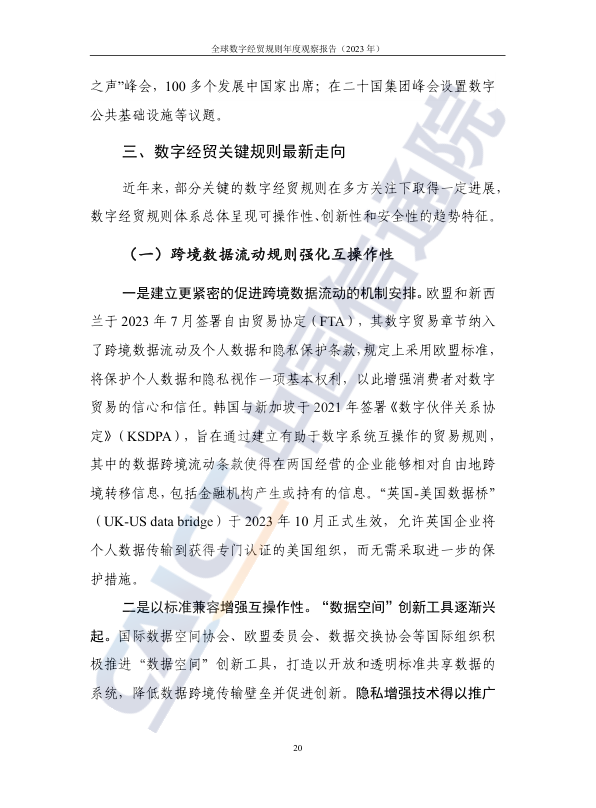 全球数字经贸规则年度观察报告（2023 年）
之声”峰会，100 多个发展中国家出席；在二十国集团峰会设置数字
公共基础设施等议题。
三、数字经贸关键规则最新走向
近年来，部分关键的数字经贸规则在多方关注下取得一定进展，
数字经贸规则体系总体呈现可操作性、创新性和安全性的趋势特征。
（一）跨境数据流动规则强化互操作性
一是建立更紧密的促进跨境数据流动的机制安排。欧盟和新西
兰于 2023 年 7 月签署自由贸易协定（FTA），其数字贸易章节纳入
了跨境数据流动及个人数据和隐私保护条款，规定上采用欧盟标准，
将保护个人数据和隐私视作一项基本权利，以此增强消费者对数字
贸易的信心和信任。韩国与新加坡于 2021 年签署《数字伙伴关系协
定》（KSDPA），旨在通过建立有助于数字系统互操作的贸易规则，
其中的数据跨境流动条款使得在两国经营的企业能够相对自由地跨
境转移信息，包括金融机构产生或持有的信息。“英国-美国数据桥”
（UK-US data bridge）于 2023 年 10 月正式生效，允许英国企业将
个人数据传输到获得专门认证的美国组织，而无需采取进一步的保
护措施。
二是以标准兼容增强互操作性。“数据空间”创新工具逐渐兴
起。国际数据空间协会、欧盟委员会、数据交换协会等国际组织积
极推进“数据空间”创新工具，打造以开放和透明标准共享数据的
系统，降低数据跨境传输壁垒并促进创新。隐私增强技术得以推广
20
CAICT 中国信通院